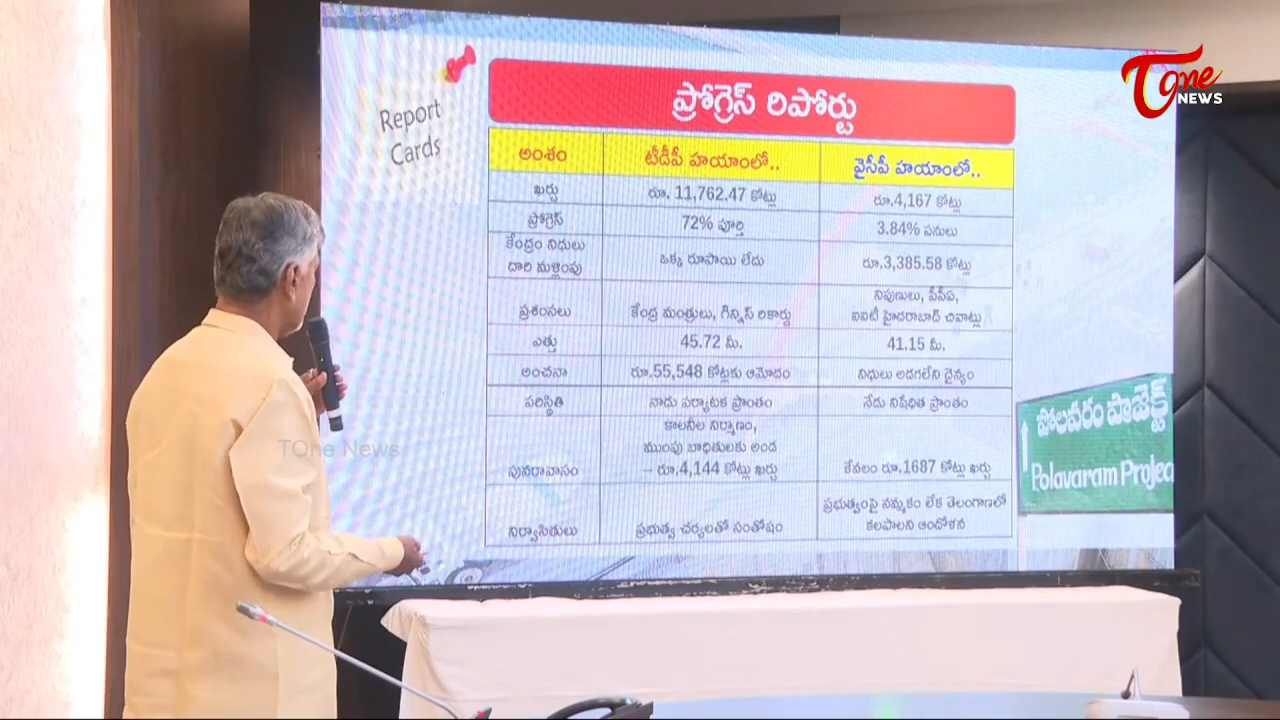 Report
Cards
ప్రోగ్రెస్ రిపోర్టు
అంశం టీడీపీ హయాంలో.. వైసీపీ హయాంలో..
ఖర్చు రూ. 11,762.47 కోట్లు రూ.4,167 కోట్లు
ప్రోగ్రెస్ 72% పూర్తి 3.84% పనులు
కేంద్రం నిధులు
దారి మళ్లింపు ఒక్క రూపాయి లేదు రూ.3,385.58 కోట్లు
నిపుణులు, పీపీఏ,
ప్రశంసలు కేంద్ర మంత్రులు, గిన్నిస్ రికార్డు ఐఐటీ హైదరాబాద్ చివాట్లు
ఎత్తు 45.72 మీ. 41.15 మీ.
అంచనా రూ.55,548 కోట్లకు ఆమోదం నిధులు అడగలేని దైన్యం
పరిస్థితి నాడు పర్యాటక ప్రాంతం నేడు నిషేధిత ప్రాంతం
కాలనీల నిర్మాణం,
ముంపు బాధితులకు అండ
పునరావాసం – రూ.4,144 కోట్లు ఖర్చు కేవలం రూ.1687 కోట్లు ఖర్చు
ప్రభుత్వంపై నమ్మకం లేక తెలంగాణలో
నిర్వాసితులు ప్రభుత్వ చర్యలతో సంతోషం కలపాలని ఆందోళన
పోలవరం ప్రాజెక్ట్
Polavaram Projec
TOne
NEWS
TOne News